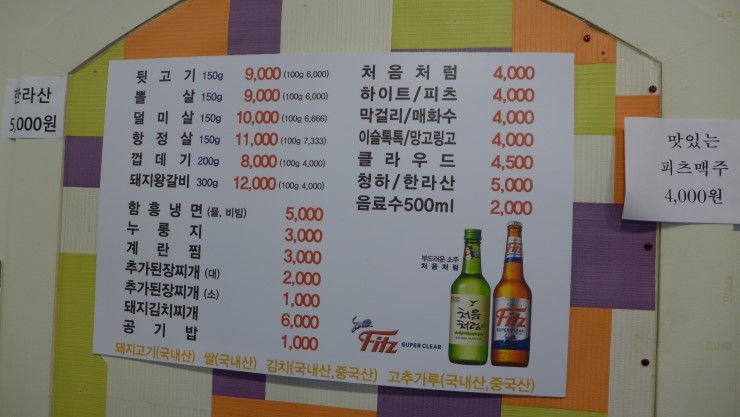 뒷고기 150g 9,000 (100g 6,000)
뽈살 150g 9,000 (100g 6,000)
덜미살 150g 10,000 (100g 6,666)
항정살 150g 11,000 (100g 7,333)
껍데기 200g 8,000 (100g 4,000)
돼지왕갈비 300g 12,000 (100g 4,000)
함흥냉면 (물, 비빔) 5,000
누룽지 3,000
계란찜 3,000
추가된장찌개 (대) 2,000
추가된장찌개 (소) 1,000
돼지김치찌개 6,000
공기밥 1,000
처음처럼 4,000
하이트/피츠 4,000
막걸리/매화수 4,000
이슬톡톡/망고링고 4,000
클라우드 4,500
청하/한라산 5,000
음료수500ml 2,000
부드러운 소주
처음처럼
처음
처럼
Fitz
Fitz SUPER CLEAR
돼지고기(국내산) 쌀(국내산) 김치(국내산,중국산) 고추가루(국내산,중국산)
한라산
5,000원
맛있는
피츠맥주
4,000원